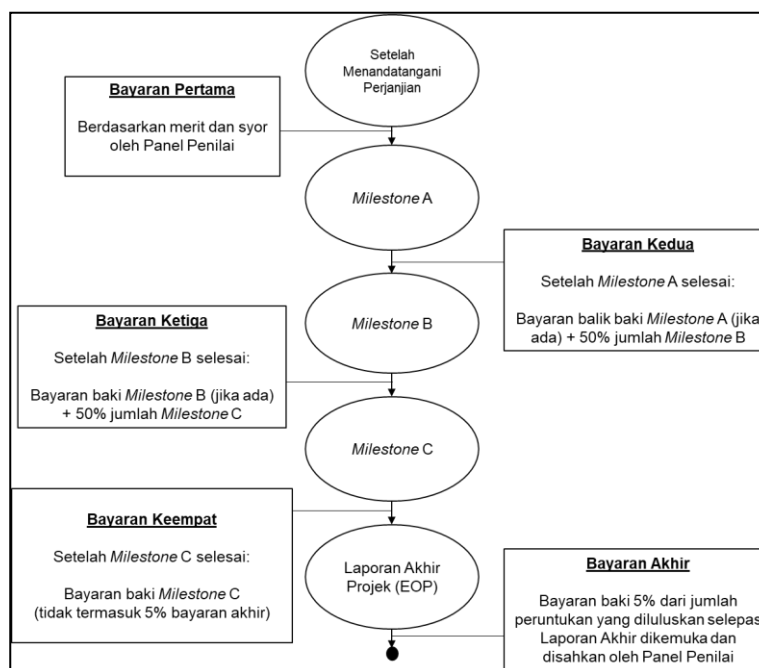 Setelah
Menandatangani
Perjanjian
Bayaran Pertama
Berdasarkan merit dan syor
oleh Panel Penilai
Milestone A
Bayaran Kedua
Setelah Milestone A selesai:
Bayaran balik baki Milestone A (jika
ada) + 50% jumlah Milestone B
Milestone B
Bayaran Ketiga
Setelah Milestone B selesai:
Bayaran baki Milestone B (jika ada)
+ 50% jumlah Milestone C
Milestone C
Bayaran Keempat
Setelah Milestone C selesai:
Bayaran baki Milestone C
(tidak termasuk 5% bayaran akhir)
Laporan Akhir
Projek (EOP)
Bayaran Akhir
Bayaran baki 5% dari jumlah
peruntukan yang diluluskan selepas
Laporan Akhir dikemuka dan
disahkan oleh Panel Penilai